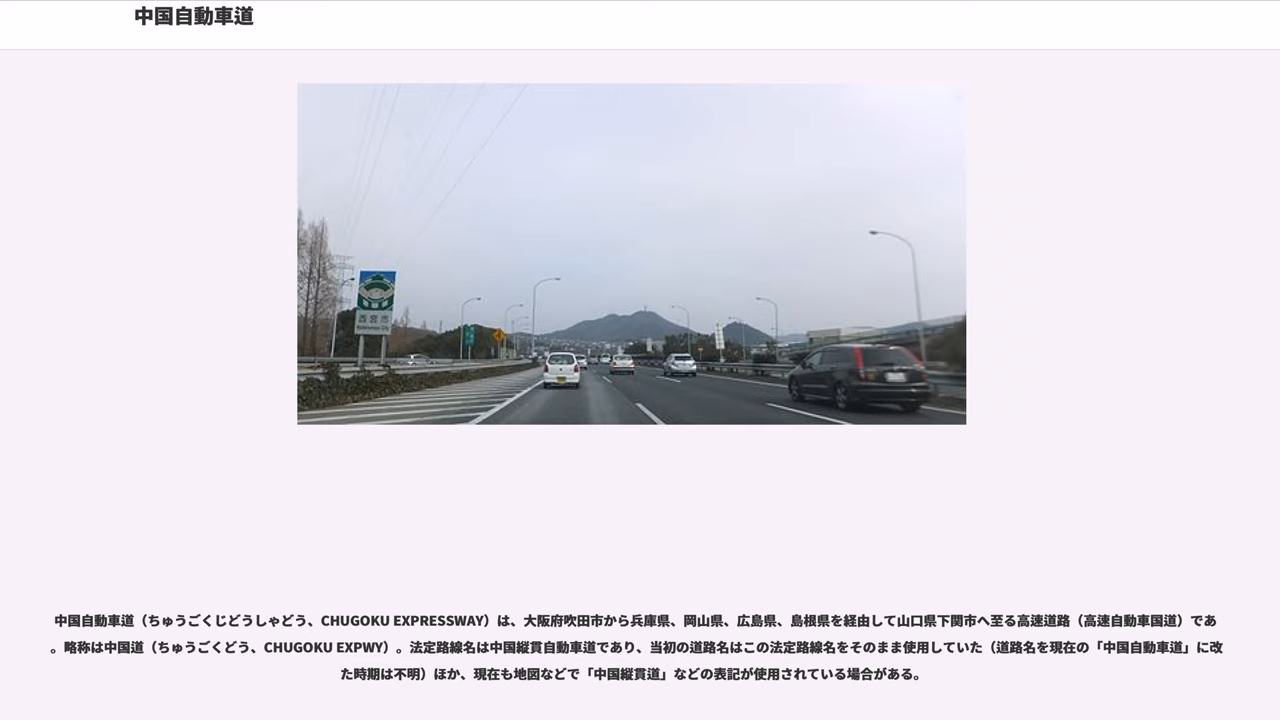 中国自動車道
西宮市
Nishinomiya City
中国自動車道（ちゅうごくじどうしゃどう、CHUGOKU EXPRESSWAY）は、大阪府吹田市から兵庫県、岡山県、広島県、島根県を経由して山口県下関市へ至る高速道路（高速自動車国道）であ
。略称は中国道（ちゅうごくどう、CHUGOKU EXPWY）。法定路線名は中国縦貫自動車道であり、当初の道路名はこの法定路線名をそのまま使用していた（道路名を現在の「中国自動車道」に改
た時期は不明）ほか、現在も地図などで「中国縦貫道」などの表記が使用されている場合がある。